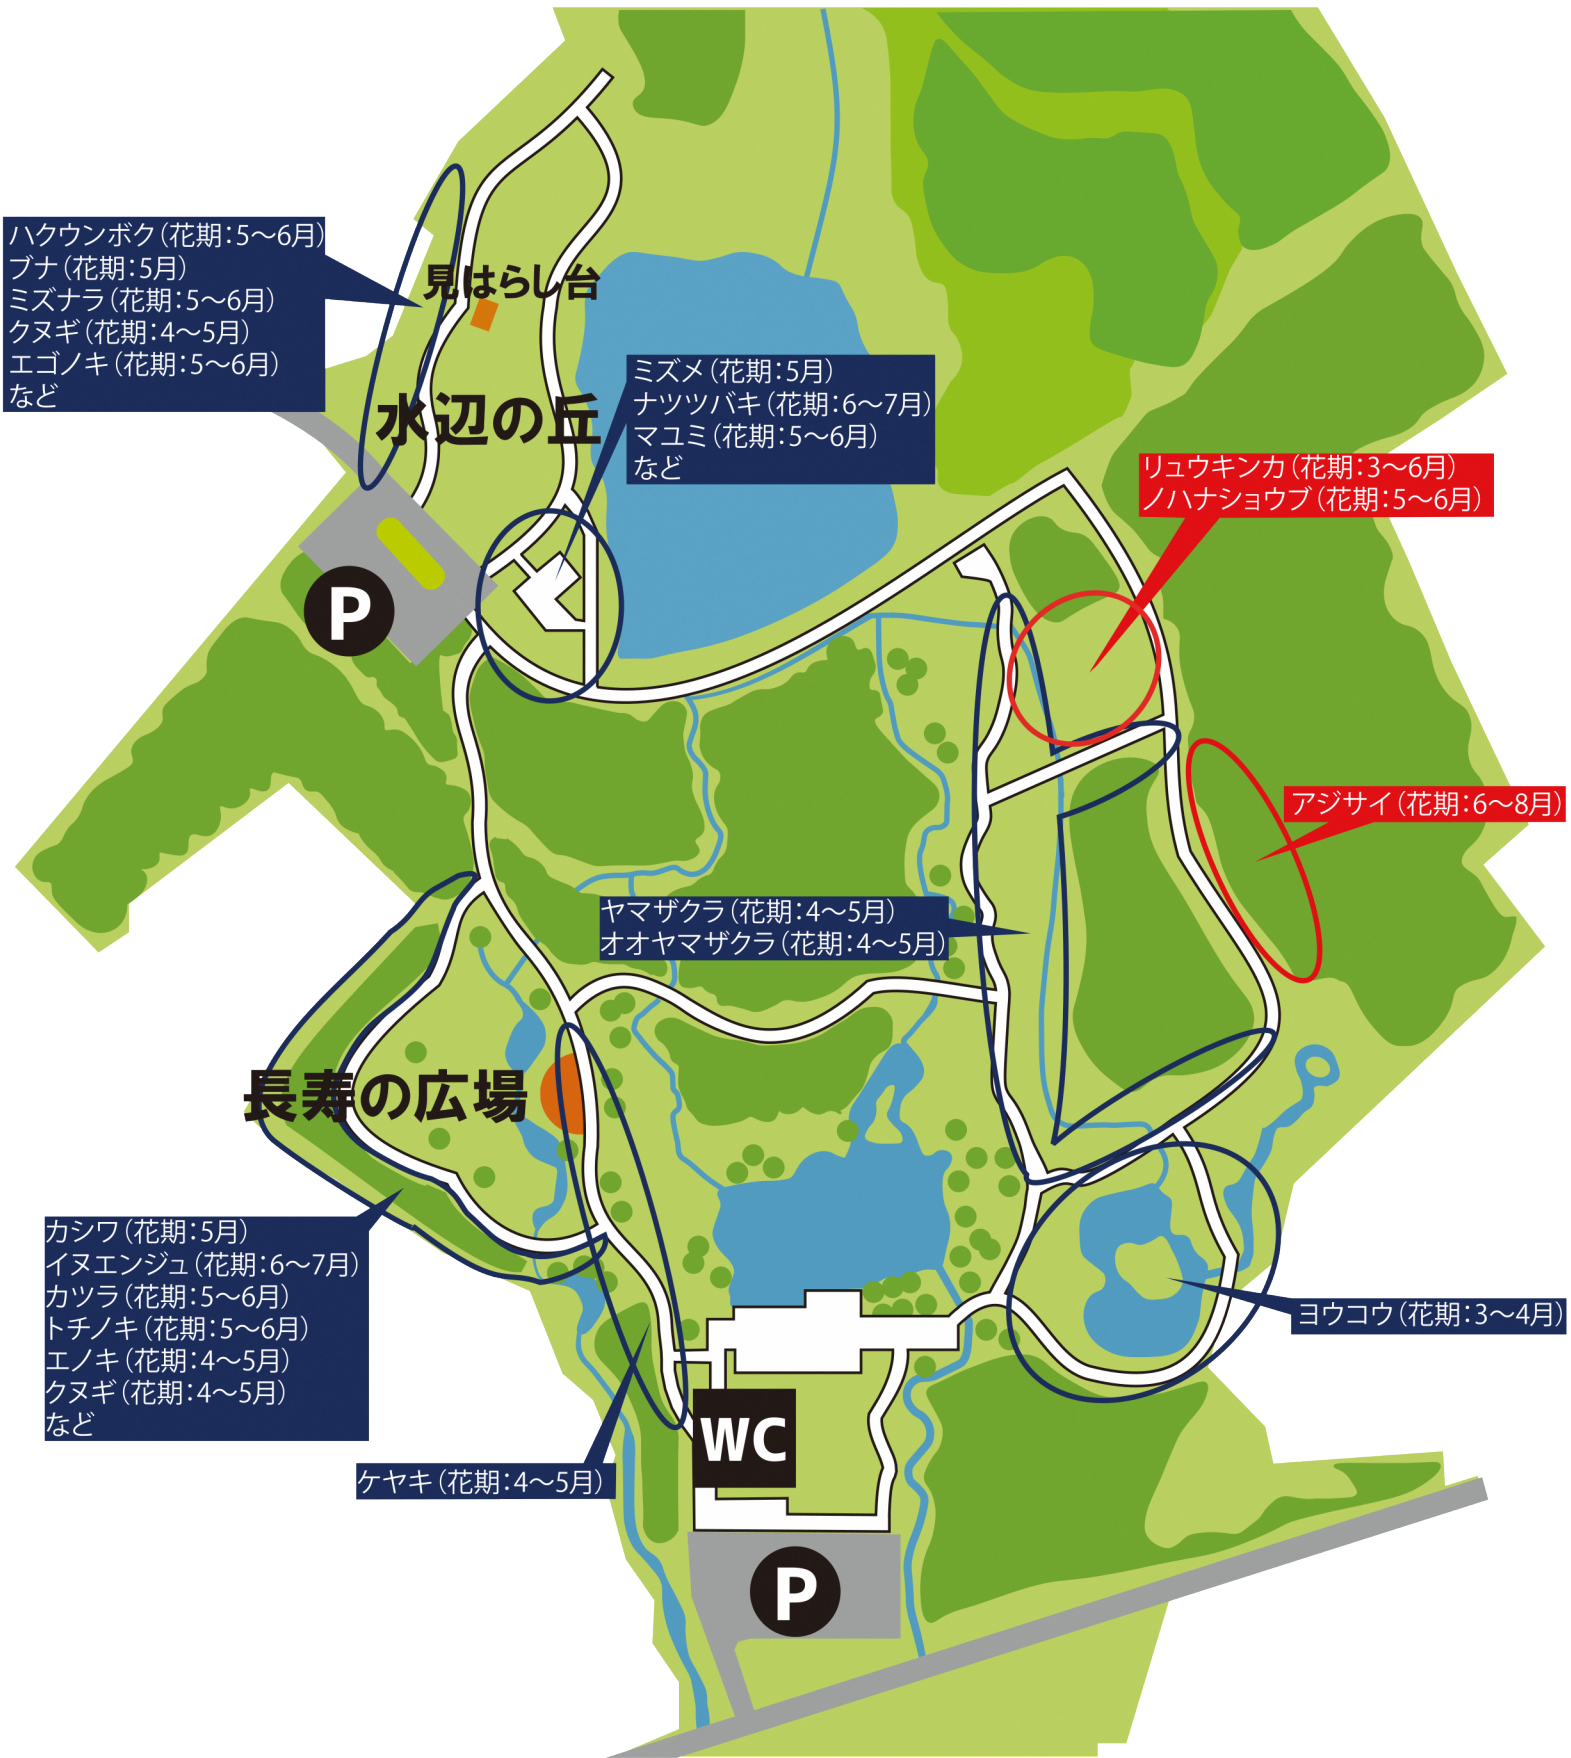 ハクウンボク（花期：5〜6月）
ブナ（花期：5月）
ミズナラ（花期：5〜6月）
クヌギ（花期：4〜5月）
エゴノキ（花期：5〜6月）
など
見はらし台
水辺の丘
ミズメ（花期：5月）
ナツツバキ（花期：6〜7月）
マユミ（花期：5〜6月）
など
リュウキンカ（花期：3〜6月）
ノハナショウブ（花期：5〜6月）
P
アジサイ（花期：6〜8月）
ヤマザクラ（花期：4〜5月）
オオヤマザクラ（花期：4〜5月）
長寿の広場
カシワ（花期：5月）
イヌエンジュ（花期：6〜7月）
カツラ（花期：5〜6月）
トチノキ（花期：5〜6月）
エノキ（花期：4〜5月）
クヌギ（花期：4〜5月）
など
ヨウコウ（花期：3〜4月）
WC
ケヤキ（花期：4〜5月）
P